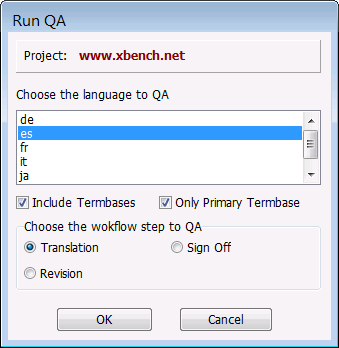 Run QA
Project: www.xbench.net
Choose the language to QA
de
es
fr
it
ja
Include Termbases Only Primary Termbase
Choose the wokflow step to QA
Translation Sign Off
Revision
OK Cancel